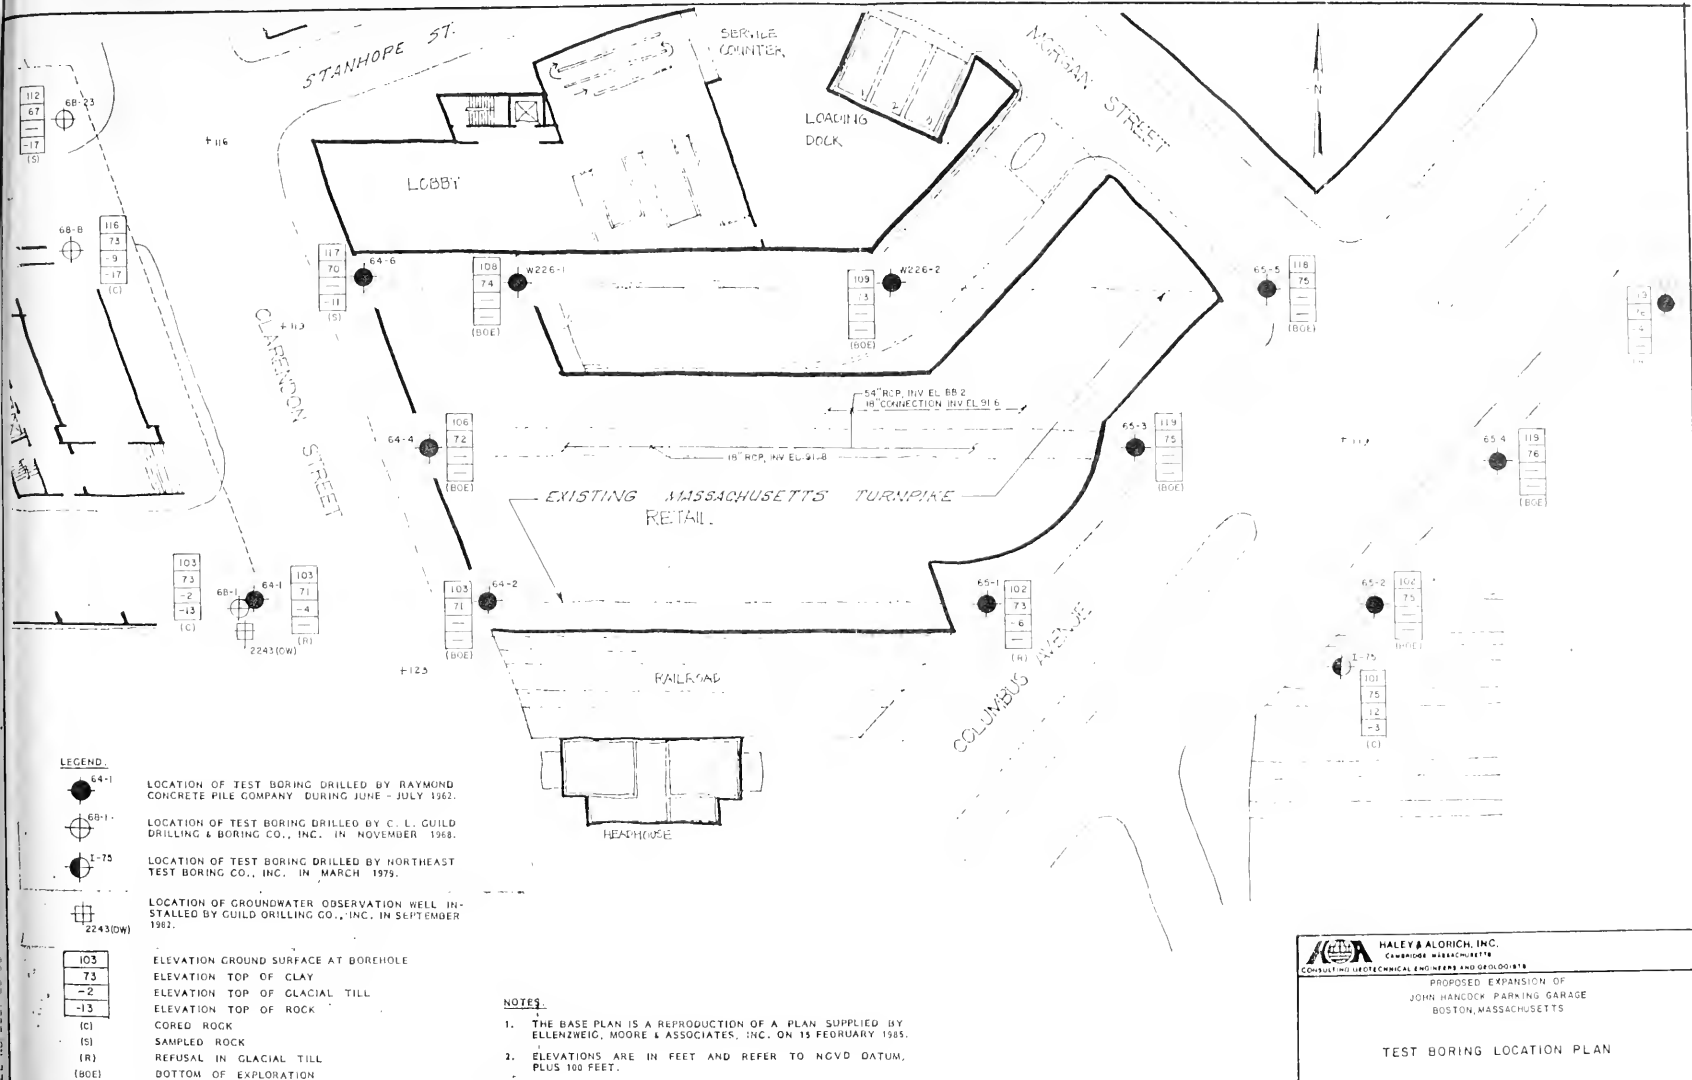 STANHOPE ST.
SERVICE
COUNTER
MORGAN STREET
LOADING
DOCK
1
2
3
N
112
67
—
-17
(S)
68-23
+116
LOBBY
68-8
116
73
-9
-17
(C)
117
70
—
-11
(S)
64-6
108
74
—
—
(BOE)
W226-1
109
73
—
—
(BOE)
W226-2
65-5
118
75
—
—
(BOE)
+113
CLARENDON STREET
54" RCP, INV EL 88.2
18" CONNECTION INV EL 91.6
64-4
106
72
—
—
(BOE)
18" RCP, INV EL 91.8
65-3
119
75
—
—
(BOE)
65-4
119
76
—
—
(BOE)
EXISTING MASSACHUSETTS TURNPIKE
RETAIL.
103
73
-2
-13
(C)
68-1
64-1
103
71
-4
—
(R)
2243(OW)
103
71
—
—
(BOE)
64-2
65-1
102
73
-6
—
(R)
65-2
102
75
—
—
(BOE)
I-75
101
75
12
-3
(C)
+123
RAILROAD
COLUMBUS AVENUE
HEADHOUSE
LEGEND.
64-1
LOCATION OF TEST BORING DRILLED BY RAYMOND
CONCRETE PILE COMPANY DURING JUNE - JULY 1962.
68-1
LOCATION OF TEST BORING DRILLED BY C. L. GUILD
DRILLING & BORING CO., INC. IN NOVEMBER 1968.
I-75
LOCATION OF TEST BORING DRILLED BY NORTHEAST
TEST BORING CO., INC. IN MARCH 1979.
2243(OW)
LOCATION OF GROUNDWATER OBSERVATION WELL IN-
STALLED BY GUILD DRILLING CO., INC. IN SEPTEMBER
1982.
103 ELEVATION GROUND SURFACE AT BOREHOLE
73 ELEVATION TOP OF CLAY
-2 ELEVATION TOP OF GLACIAL TILL
-13 ELEVATION TOP OF ROCK
(C) CORED ROCK
(S) SAMPLED ROCK
(R) REFUSAL IN GLACIAL TILL
(BOE) BOTTOM OF EXPLORATION
NOTES.
1. THE BASE PLAN IS A REPRODUCTION OF A PLAN SUPPLIED BY
ELLENZWEIG, MOORE & ASSOCIATES, INC. ON 15 FEBRUARY 1985.
2. ELEVATIONS ARE IN FEET AND REFER TO NGVD DATUM,
PLUS 100 FEET.
HALEY & ALDRICH, INC.
CAMBRIDGE MASSACHUSETTS
CONSULTING GEOTECHNICAL ENGINEERS AND GEOLOGISTS
PROPOSED EXPANSION OF
JOHN HANCOCK PARKING GARAGE
BOSTON, MASSACHUSETTS
TEST BORING LOCATION PLAN